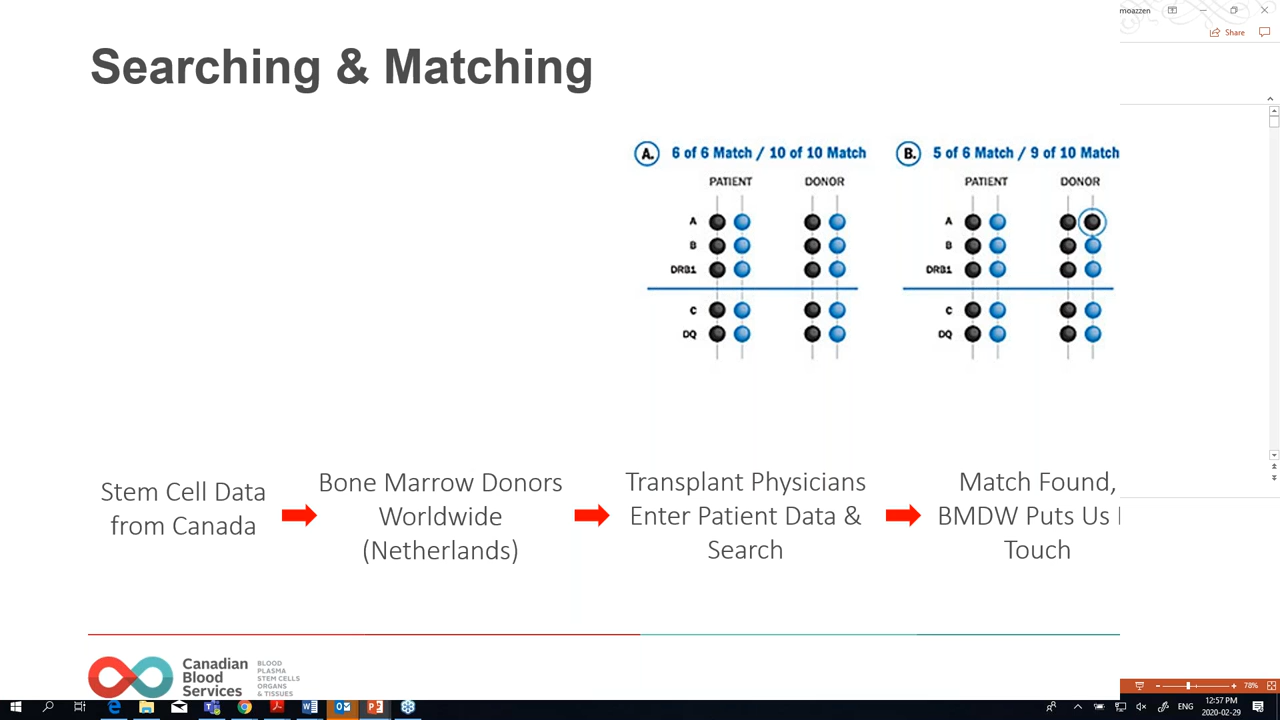 moazzen
Share
Searching & Matching
A. 6 of 6 Match / 10 of 10 Match
PATIENT DONOR
A
B
DRB1
C
DQ
B. 5 of 6 Match / 9 of 10 Match
PATIENT DONOR
A
B
DRB1
C
DQ
Stem Cell Data
from Canada
Bone Marrow Donors
Worldwide
(Netherlands)
Transplant Physicians
Enter Patient Data &
Search
Match Found,
BMDW Puts Us
Touch
Canadian
Blood
Services
BLOOD
PLASMA
STEM CELLS
ORGANS
& TISSUES
78%
ENG
12:57 PM
2020-02-29